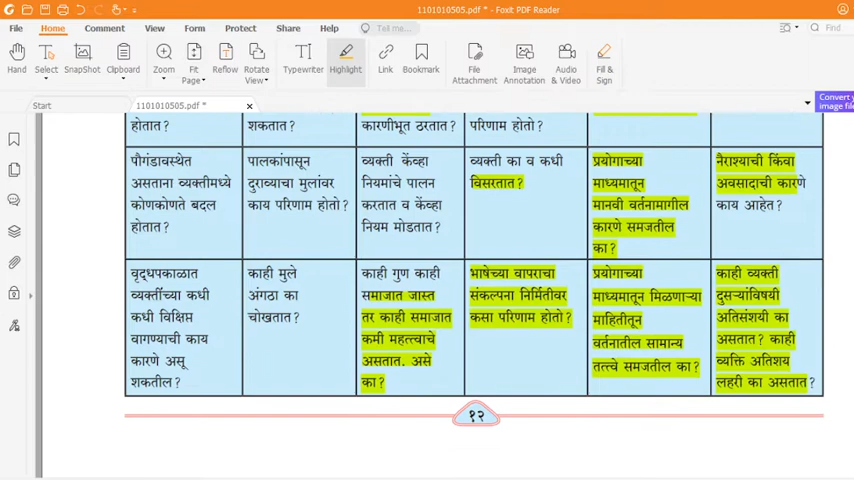 1101010505.pdf * - Foxit PDF Reader
File Home Comment View Form Protect Share Help Tell me... Find
Hand Select SnapShot Clipboard Zoom Fit Page Reflow Rotate View Typewriter Highlight Link Bookmark File Attachment Image Annotation Audio & Video Fill & Sign
Convert
image file
Start 1101010505.pdf *
होतात?
शकतात?
कारणीभूत ठरतात?
परिणाम होतो?
पौगंडावस्थेत
असताना व्यक्तीमध्ये
कोणकोणते बदल
होतात?
पालकांपासून
दुराव्याचा मुलांवर
काय परिणाम होतो?
व्यक्ती केंव्हा
नियमांचे पालन
करतात व केंव्हा
नियम मोडतात?
व्यक्ती का व कधी
विसरतात?
प्रयोगाच्या
माध्यमातून
मानवी वर्तनामागील
कारणे समजतील
का?
नैराश्याची किंवा
अवसादाची कारणे
काय आहेत?
वृद्धपकाळात
व्यक्तींच्या कधी
कधी विक्षिप्त
वागण्याची काय
कारणे असू
शकतील?
काही मुले
अंगठा का
चोखतात?
काही गुण काही
समाजात जास्त
तर काही समाजात
कमी महत्त्वाचे
असतात. असे
का?
भाषेच्या वापराचा
संकल्पना निर्मितीवर
कसा परिणाम होतो?
प्रयोगाच्या
माध्यमातून मिळणाऱ्या
माहितीतून
वर्तनातील सामान्य
तत्त्वे समजतील का?
काही व्यक्ती
दुसऱ्यांविषयी
अतिसंशयी का
असतात? काही
व्यक्ति अतिशय
लहरी का असतात?
१२